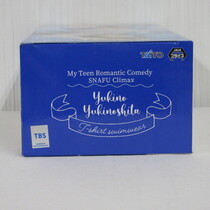 TAITO
My Teen Romantic Comedy
SNAFU Climax
Yukino
Yukinoshita
T-shirt swimwear
TBS